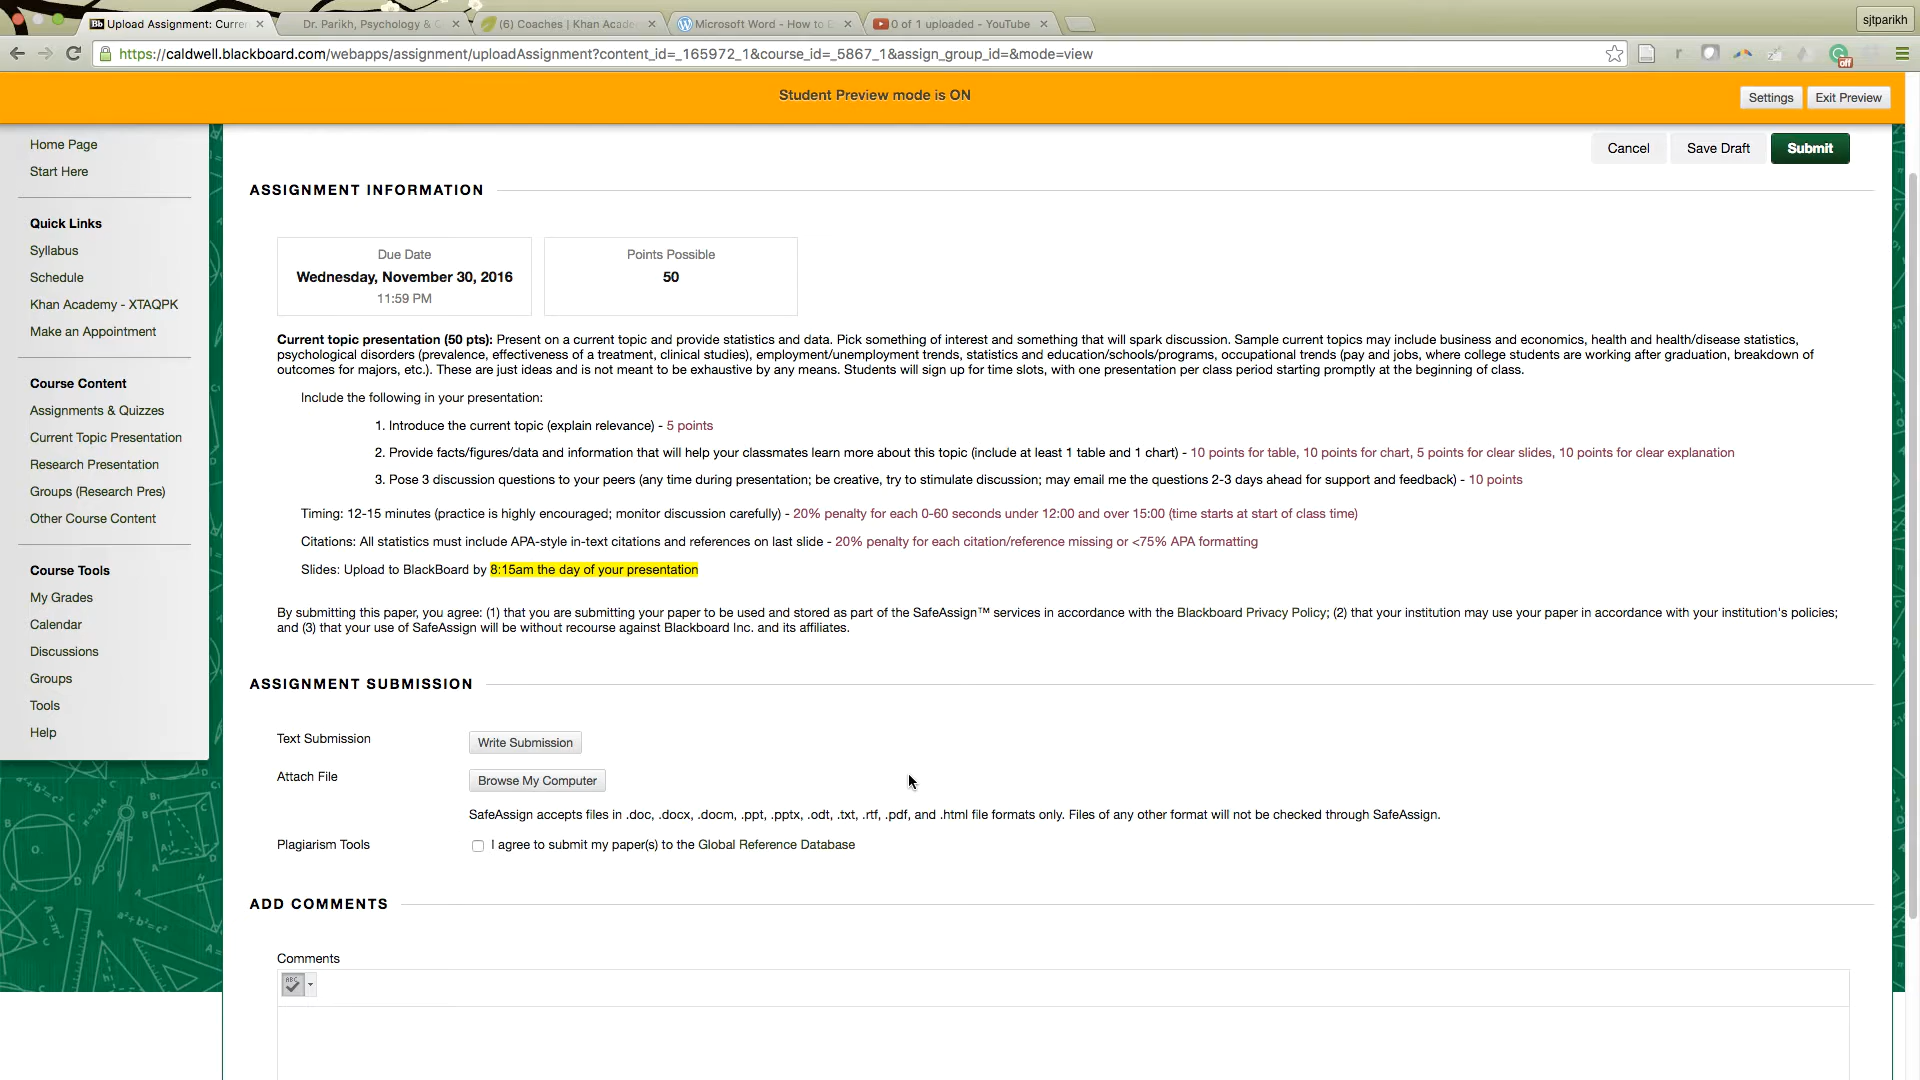 Upload Assignment: Curre
Dr. Parikh, Psychology &
(6) Coaches | Khan Acade
Microsoft Word - How to
0 of 1 uploaded - YouTube
sjtparikh
https://caldwell.blackboard.com/webapps/assignment/uploadAssignment?content_id=_165972_1&course_id=_5867_1&assign_group_id=&mode=view
off
Student Preview mode is ON
Settings
Exit Preview
Home Page
Start Here
Quick Links
Syllabus
Schedule
Khan Academy - XTAQPK
Make an Appointment
Course Content
Assignments & Quizzes
Current Topic Presentation
Research Presentation
Groups (Research Pres)
Other Course Content
Course Tools
My Grades
Calendar
Discussions
Groups
Tools
Help
Cancel
Save Draft
Submit
ASSIGNMENT INFORMATION
Due Date
Wednesday, November 30, 2016
11:59 PM
Points Possible
50
Current topic presentation (50 pts): Present on a current topic and provide statistics and data. Pick something of interest and something that will spark discussion. Sample current topics may include business and economics, health and health/disease statistics,
psychological disorders (prevalence, effectiveness of a treatment, clinical studies), employment/unemployment trends, statistics and education/schools/programs, occupational trends (pay and jobs, where college students are working after graduation, breakdown of
outcomes for majors, etc.). These are just ideas and is not meant to be exhaustive by any means. Students will sign up for time slots, with one presentation per class period starting promptly at the beginning of class.
Include the following in your presentation:
1. Introduce the current topic (explain relevance) - 5 points
2. Provide facts/figures/data and information that will help your classmates learn more about this topic (include at least 1 table and 1 chart) - 10 points for table, 10 points for chart, 5 points for clear slides, 10 points for clear explanation
3. Pose 3 discussion questions to your peers (any time during presentation; be creative, try to stimulate discussion; may email me the questions 2-3 days ahead for support and feedback) - 10 points
Timing: 12-15 minutes (practice is highly encouraged; monitor discussion carefully) - 20% penalty for each 0-60 seconds under 12:00 and over 15:00 (time starts at start of class time)
Citations: All statistics must include APA-style in-text citations and references on last slide - 20% penalty for each citation/reference missing or <75% APA formatting
Slides: Upload to BlackBoard by 8:15am the day of your presentation
By submitting this paper, you agree: (1) that you are submitting your paper to be used and stored as part of the SafeAssign™ services in accordance with the Blackboard Privacy Policy; (2) that your institution may use your paper in accordance with your institution's policies;
and (3) that your use of SafeAssign will be without recourse against Blackboard Inc. and its affiliates.
ASSIGNMENT SUBMISSION
Text Submission
Write Submission
Attach File
Browse My Computer
SafeAssign accepts files in .doc, .docx, .docm, .ppt, .pptx, .odt, .txt, .rtf, .pdf, and .html file formats only. Files of any other format will not be checked through SafeAssign.
Plagiarism Tools
I agree to submit my paper(s) to the Global Reference Database
ADD COMMENTS
Comments
ABC